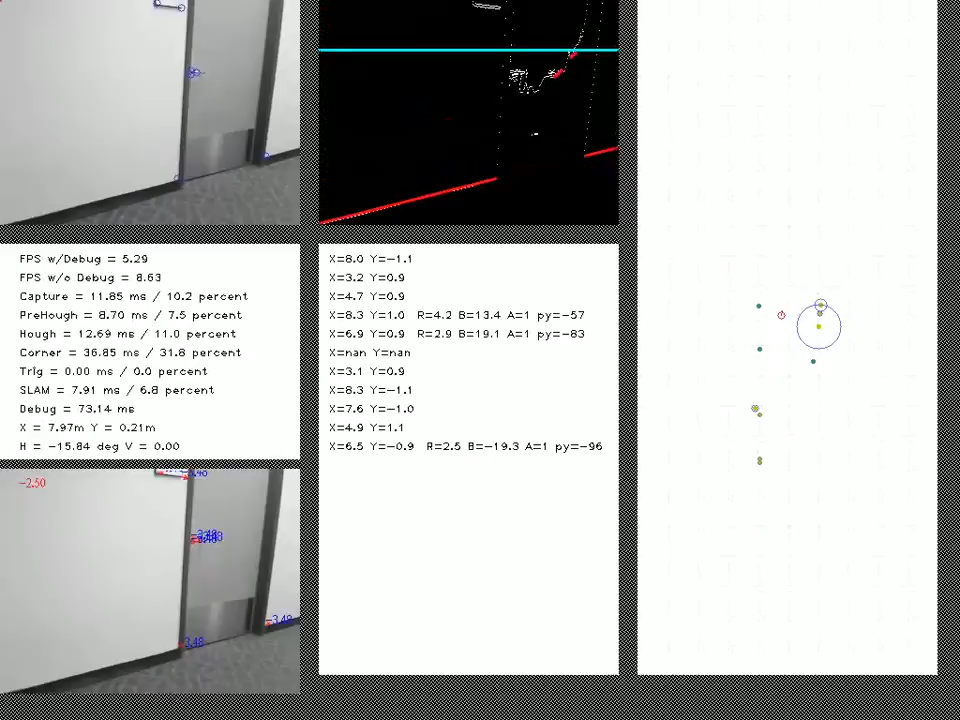 FPS w/Debug = 5.29
FPS w/o Debug = 8.63
Capture = 11.85 ms / 10.2 percent
PreHough = 8.70 ms / 7.5 percent
Hough = 12.69 ms / 11.0 percent
Corner = 36.85 ms / 31.8 percent
Trig = 0.00 ms / 0.0 percent
SLAM = 7.91 ms / 6.8 percent
Debug = 73.14 ms
X = 7.97m Y = 0.21m
H = -15.84 deg V = 0.00
X=8.0 Y=-1.1
X=3.2 Y=0.9
X=4.7 Y=0.9
X=8.3 Y=1.0 R=4.2 B=13.4 A=1 py=-57
X=6.9 Y=0.9 R=2.9 B=19.1 A=1 py=-83
X=nan Y=nan
X=3.1 Y=0.9
X=8.3 Y=-1.1
X=7.6 Y=-1.0
X=4.9 Y=1.1
X=6.5 Y=-0.9 R=2.5 B=-19.3 A=1 py=-96
-2.50
-3.48
3.48